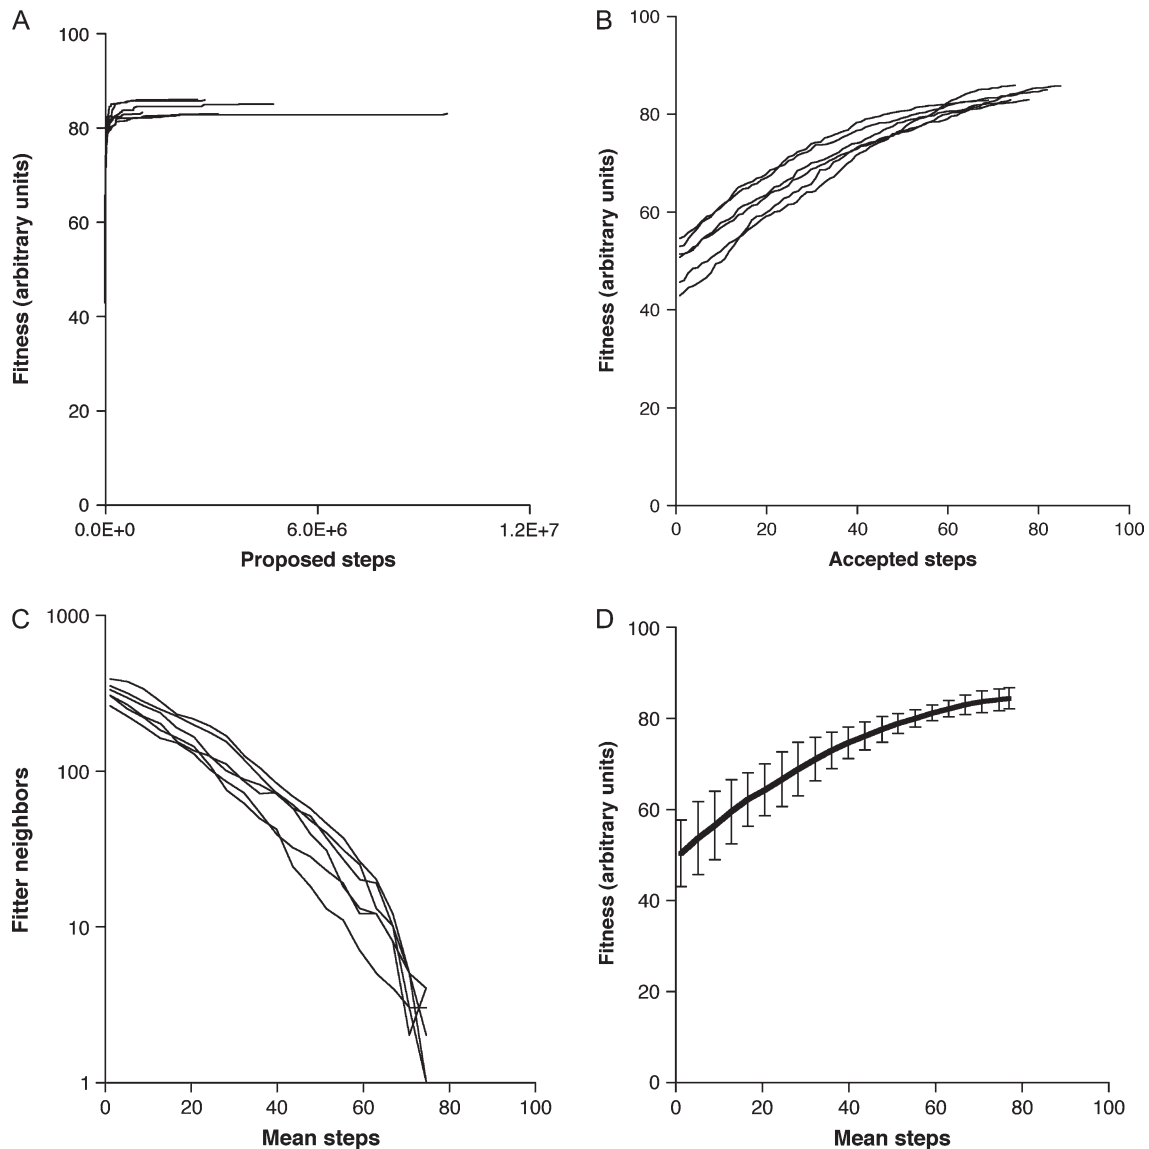 A
100
80
60
40
20
0
0.0E+0 6.0E+6 1.2E+7
Fitness (arbitrary units)
Proposed steps
B
100
80
60
40
20
0
0 20 40 60 80 100
Fitness (arbitrary units)
Accepted steps
C
1000
100
10
1
0 20 40 60 80 100
Fitter neighbors
Mean steps
D
100
80
60
40
20
0
0 20 40 60 80 100
Fitness (arbitrary units)
Mean steps